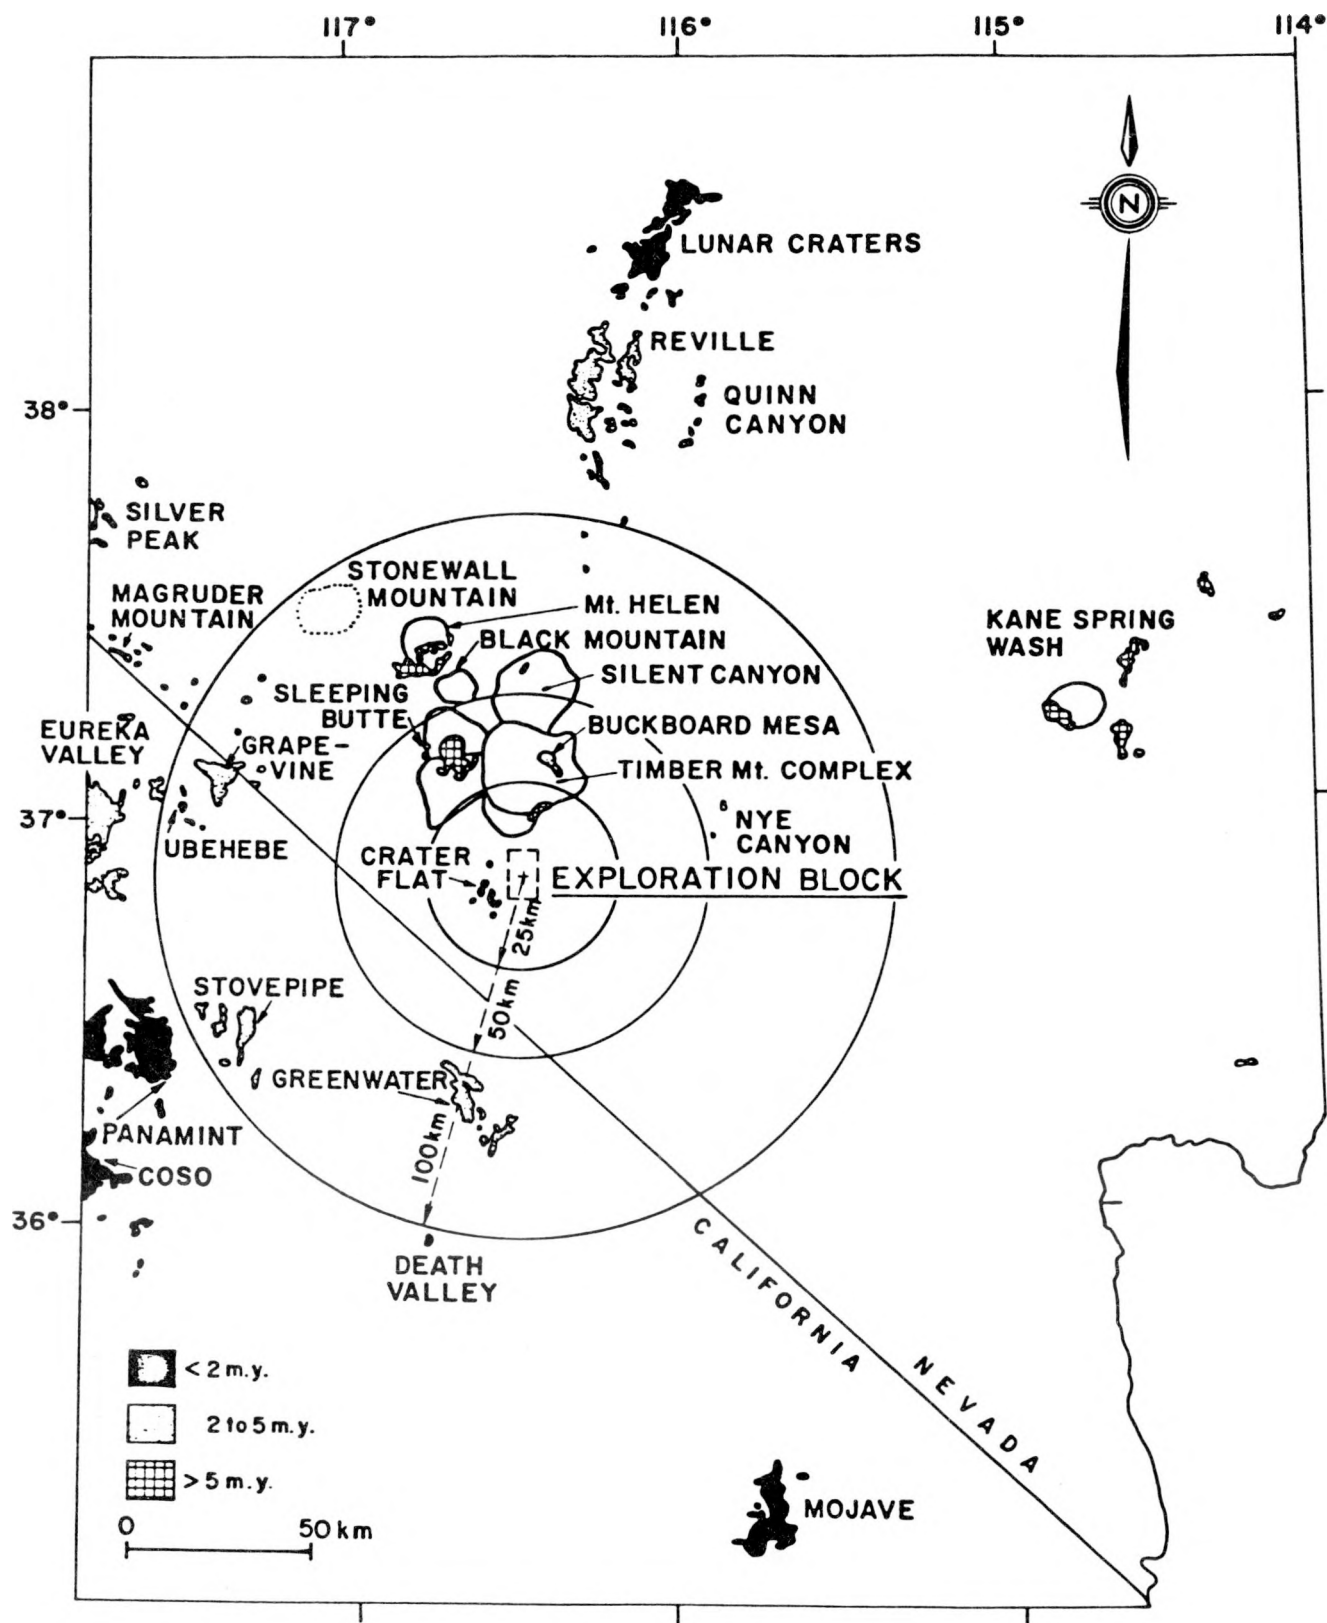 117°
116°
115°
114°
N
LUNAR CRATERS
REVILLE
QUINN
CANYON
38°
SILVER
PEAK
STONEWALL
MOUNTAIN
MAGRUDER
MOUNTAIN
Mt. HELEN
BLACK MOUNTAIN
KANE SPRING
WASH
SILENT CANYON
SLEEPING
BUTTE
BUCKBOARD MESA
EUREKA
VALLEY
GRAPE-
VINE
TIMBER Mt. COMPLEX
37°
NYE
CANYON
UBEHEBE
CRATER
FLAT
EXPLORATION BLOCK
25km
STOVEPIPE
50km
GREENWATER
PANAMINT
100km
COSO
36°
DEATH
VALLEY
CALIFORNIA
NEVADA
< 2 m.y.
2 to 5 m.y.
> 5 m.y.
0 50 km
MOJAVE